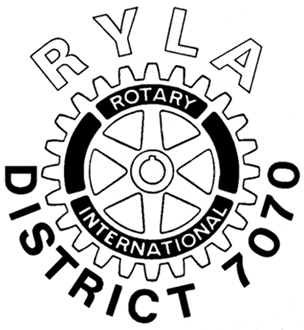 RYLA
ROTARY
INTERNATIONAL
DISTRICT 7070